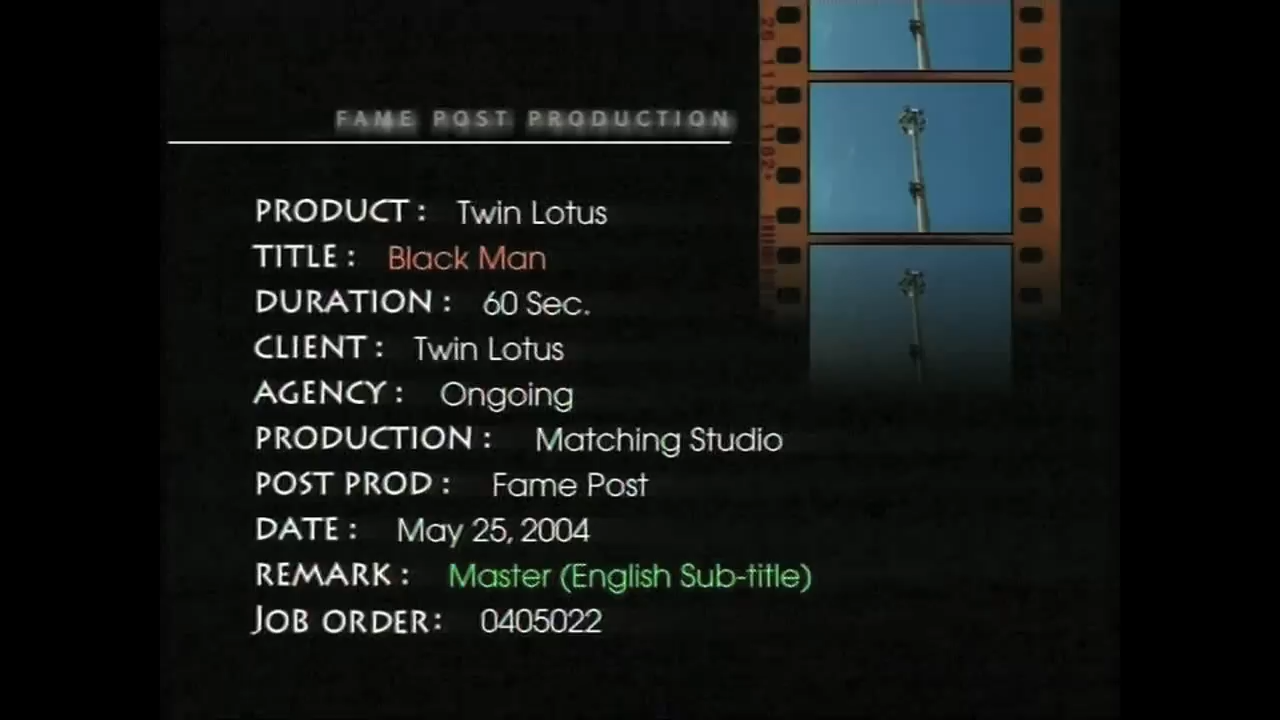 FAME POST PRODUCTION
PRODUCT : Twin Lotus
TITLE : Black Man
DURATION : 60 Sec.
CLIENT : Twin Lotus
AGENCY : Ongoing
PRODUCTION : Matching Studio
POST PROD : Fame Post
DATE : May 25, 2004
REMARK : Master (English Sub-title)
JOB ORDER: 0405022